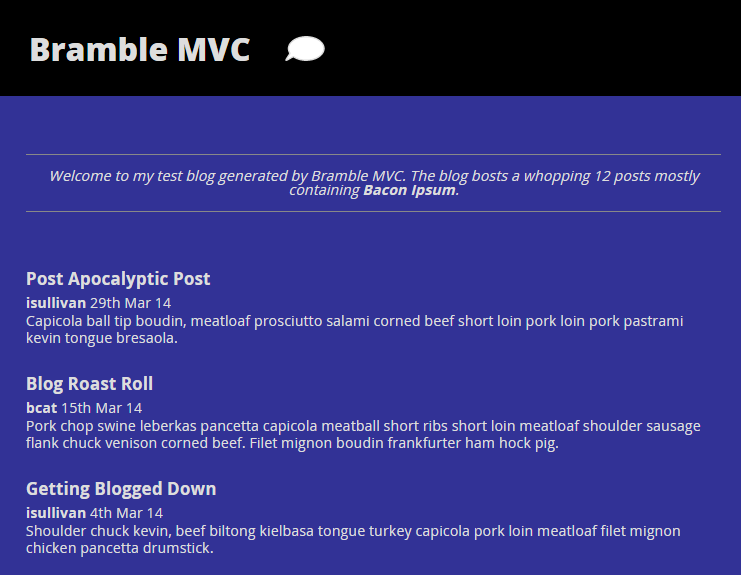 Bramble MVC
Welcome to my test blog generated by Bramble MVC. The blog bosts a whopping 12 posts mostly
containing Bacon Ipsum.
Post Apocalyptic Post
isullivan 29th Mar 14
Capicola ball tip boudin, meatloaf prosciutto salami corned beef short loin pork loin pork pastrami
kevin tongue bresaola.
Blog Roast Roll
bcat 15th Mar 14
Pork chop swine leberkas pancetta capicola meatball short ribs short loin meatloaf shoulder sausage
flank chuck venison corned beef. Filet mignon boudin frankfurter ham hock pig.
Getting Blogged Down
isullivan 4th Mar 14
Shoulder chuck kevin, beef biltong kielbasa tongue turkey capicola pork loin meatloaf filet mignon
chicken pancetta drumstick.